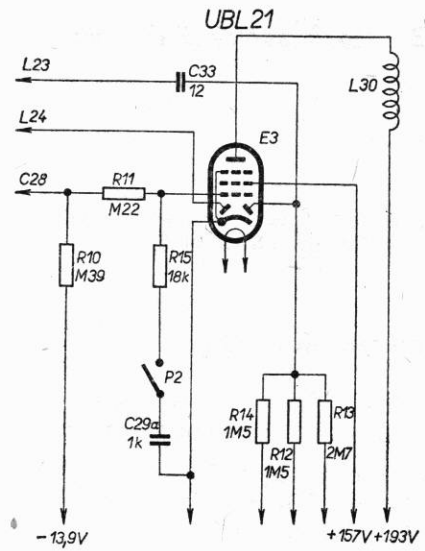 UBL21
L23
C33
12
L30
L24
E3
C28
R11
M22
R10
M39
R15
18k
P2
C29a
1k
R14
1M5
R12
1M5
R13
2M7
-13,9V
+157V +193V